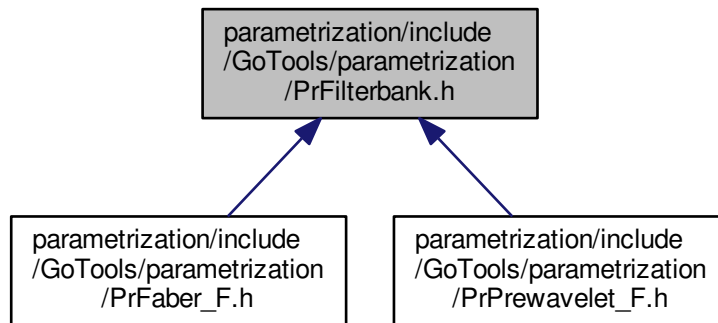 parametrization/include
/GoTools/parametrization
/PrFilterbank.h
parametrization/include
/GoTools/parametrization
/PrFaber_F.h
parametrization/include
/GoTools/parametrization
/PrPrewavelet_F.h